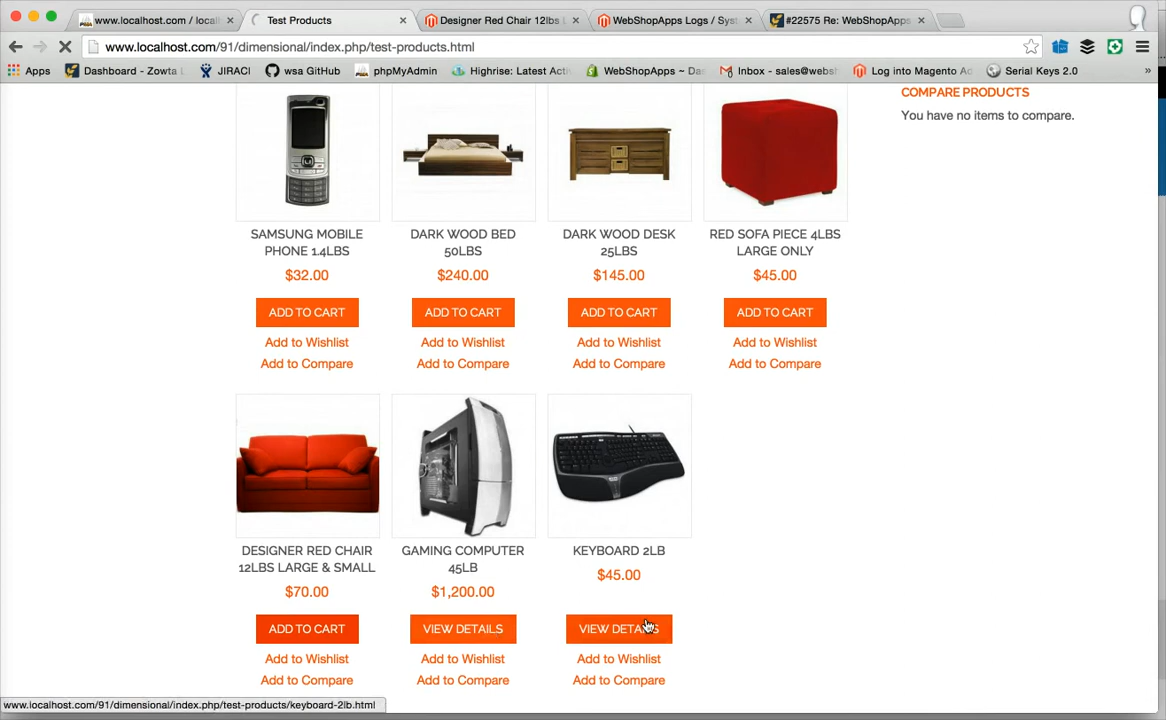 www.localhost.com / local
Test Products
Designer Red Chair 12lbs L
WebShopApps Logs / Syst
#22575 Re: WebShopApps
www.localhost.com/91/dimensional/index.php/test-products.html
Apps
Dashboard - Zowta
JIRAC
wsa GitHub
phpMyAdmin
Highrise: Latest Acti
WebShopApps ~ Das
Inbox - sales@websh
Log into Magento Ad
Serial Keys 2.0
»
COMPARE PRODUCTS
You have no items to compare.
SAMSUNG MOBILE PHONE 1.4LBS
$32.00
ADD TO CART
Add to Wishlist
Add to Compare
DARK WOOD BED 50LBS
$240.00
ADD TO CART
Add to Wishlist
Add to Compare
DARK WOOD DESK 25LBS
$145.00
ADD TO CART
Add to Wishlist
Add to Compare
RED SOFA PIECE 4LBS LARGE ONLY
$45.00
ADD TO CART
Add to Wishlist
Add to Compare
DESIGNER RED CHAIR 12LBS LARGE & SMALL
$70.00
ADD TO CART
Add to Wishlist
Add to Compare
GAMING COMPUTER 45LB
$1,200.00
VIEW DETAILS
Add to Wishlist
Add to Compare
KEYBOARD 2LB
$45.00
VIEW DETAILS
Add to Wishlist
Add to Compare
www.localhost.com/91/dimensional/index.php/test-products/keyboard-2lb.html